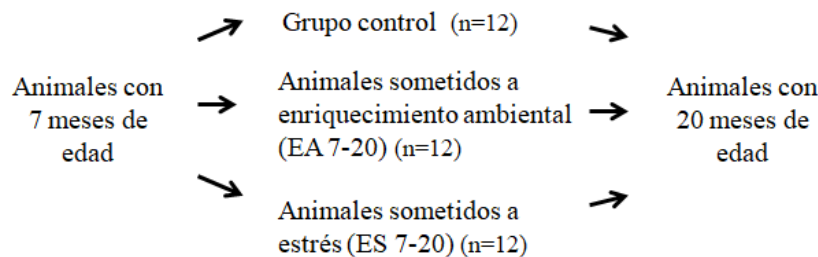 Grupo control (n=12)
Animales con
7 meses de
edad
Animales sometidos a
enriquecimiento ambiental
(EA 7-20) (n=12)
Animales sometidos a
estrés (ES 7-20) (n=12)
Animales con
20 meses de
edad